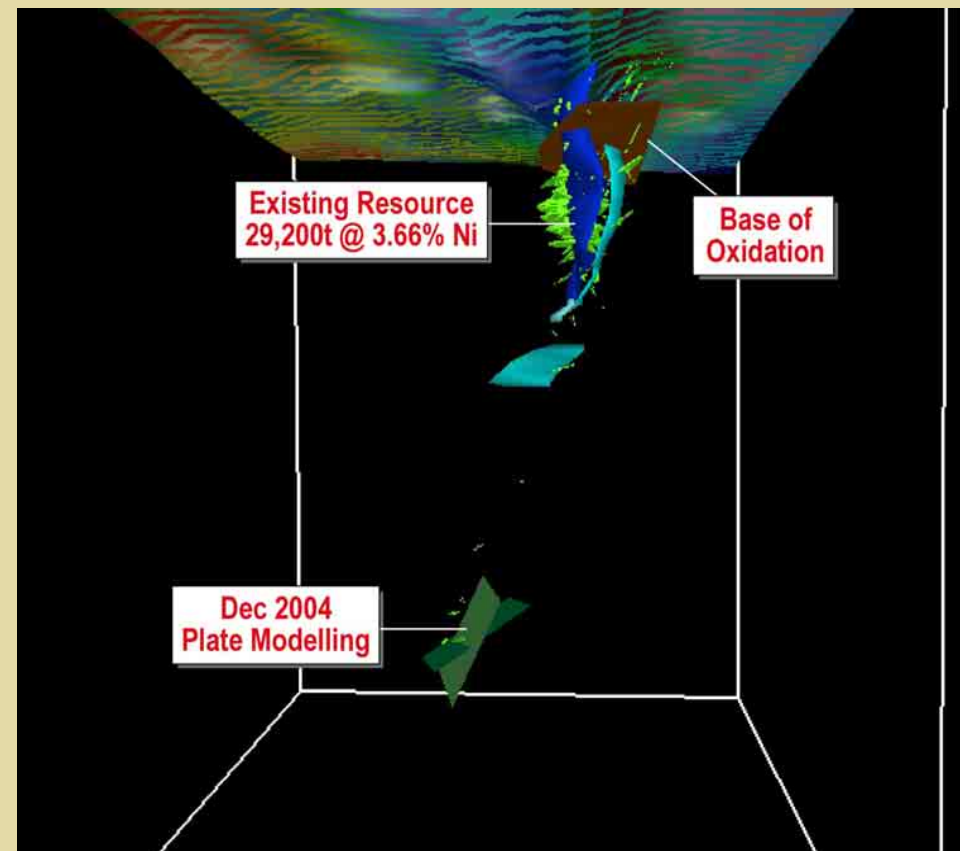 Existing Resource
29,200t @ 3.66% Ni
Base of
Oxidation
Dec 2004
Plate Modelling